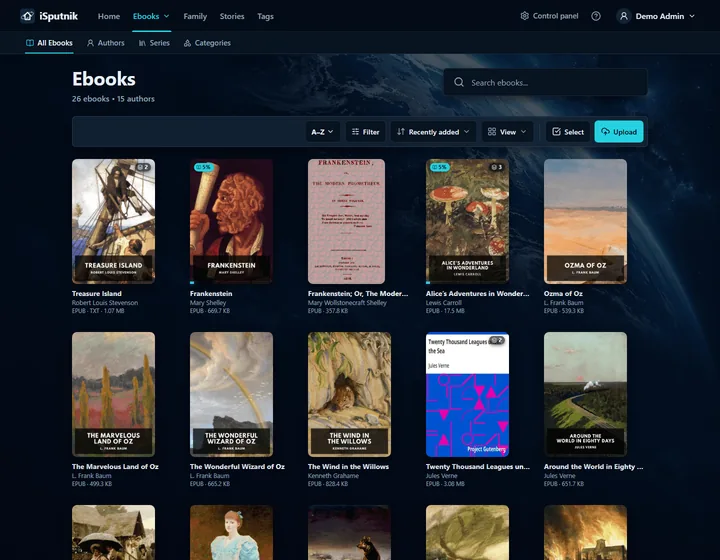 iSputnik
Home
Ebooks
Family
Stories
Tags
Control panel
Demo Admin
All Ebooks
Authors
Series
Categories
Ebooks
26 ebooks • 15 authors
Search ebooks...
A–Z
Filter
Recently added
View
Select
Upload
2
TREASURE ISLAND
ROBERT LOUIS STEVENSON
Treasure Island
Robert Louis Stevenson
EPUB · TXT · 1.07 MB
5%
FRANKENSTEIN
MARY SHELLEY
Frankenstein
Mary Shelley
EPUB · 669.7 KB
FRANKENSTEIN;
THE MODERN PROMETHEUS.
Frankenstein; Or, The Moder...
Mary Wollstonecraft Shelley
EPUB · 357.8 KB
5%
3
ALICE'S ADVENTURES
IN WONDERLAND
LEWIS CARROLL
Alice's Adventures in Wonder...
Lewis Carroll
EPUB · 17.5 MB
OZMA OF OZ
L. FRANK BAUM
Ozma of Oz
L. Frank Baum
EPUB · 539.3 KB
THE MARVELOUS
LAND OF OZ
L. FRANK BAUM
The Marvelous Land of Oz
L. Frank Baum
EPUB · 499.3 KB
THE WONDERFUL
WIZARD OF OZ
L. FRANK BAUM
The Wonderful Wizard of Oz
L. Frank Baum
EPUB · 665.2 KB
THE WIND IN
THE WILLOWS
KENNETH GRAHAME
The Wind in the Willows
Kenneth Grahame
EPUB · 828.4 KB
2
Twenty Thousand Leagues
the Sea
Jules Verne
Project Gutenberg
Twenty Thousand Leagues un...
Jules Verne
EPUB · 3.08 MB
AROUND THE
WORLD IN EIGHTY DAYS
JULES VERNE
Around the World in Eighty ...
Jules Verne
EPUB · 651.7 KB